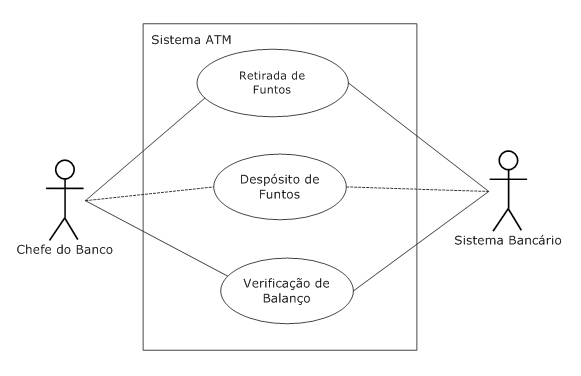 Sistema ATM
Retirada de
Funtos
Despósito de
Funtos
Chefe do Banco
Sistema Bancário
Verificação de
Balanço